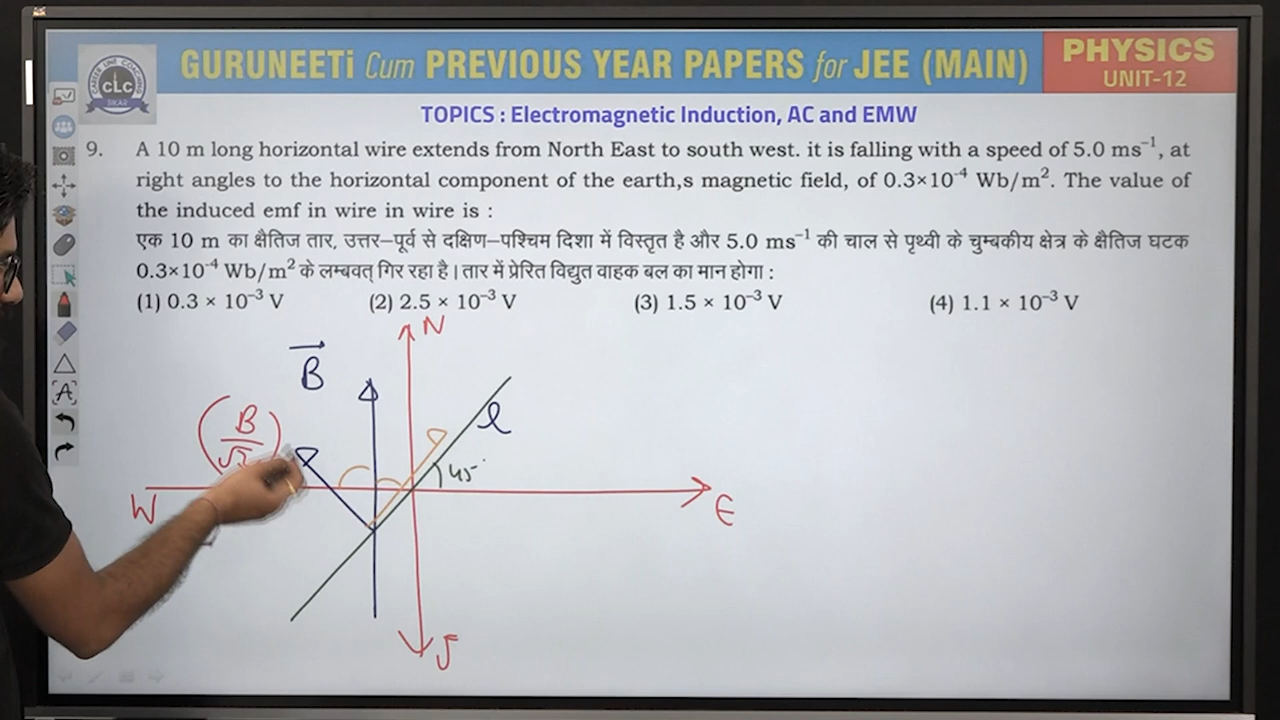 GURUNEETi Cum PREVIOUS YEAR PAPERS for JEE (MAIN)
PHYSICS
UNIT-12
CLC
SIKAR
TOPICS : Electromagnetic Induction, AC and EMW
9. A 10 m long horizontal wire extends from North East to south west. it is falling with a speed of 5.0 ms⁻¹, at
right angles to the horizontal component of the earth,s magnetic field, of 0.3×10⁻⁴ Wb/m². The value of
the induced emf in wire in wire is :
एक 10 m का क्षैतिज तार, उत्तर–पूर्व से दक्षिण–पश्चिम दिशा में विस्तृत है और 5.0 ms⁻¹ की चाल से पृथ्वी के चुम्बकीय क्षेत्र के क्षैतिज घटक
0.3×10⁻⁴ Wb/m² के लम्बवत् गिर रहा है। तार में प्रेरित विद्युत वाहक बल का मान होगा :
(1) 0.3 × 10⁻³ V (2) 2.5 × 10⁻³ V (3) 1.5 × 10⁻³ V (4) 1.1 × 10⁻³ V
N
B
B
l
45°
W
E
S
A